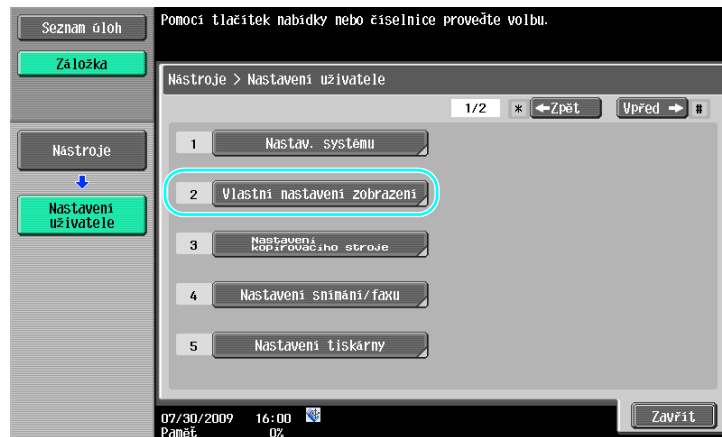 Seznam úloh
Pomocí tlačítek nabídky nebo číselnice proveďte volbu.
Záložka
Nástroje > Nastavení uživatele
1/2 * ←Zpět Vpřed → #
Nástroje
1 Nastav. systému
2 Vlastní nastavení zobrazení
Nastavení
uživatele
3 Nastavení
kopírovacího stroje
4 Nastavení snímání/faxu
5 Nastavení tiskárny
07/30/2009 16:00
Paměť 0%
Zavřít